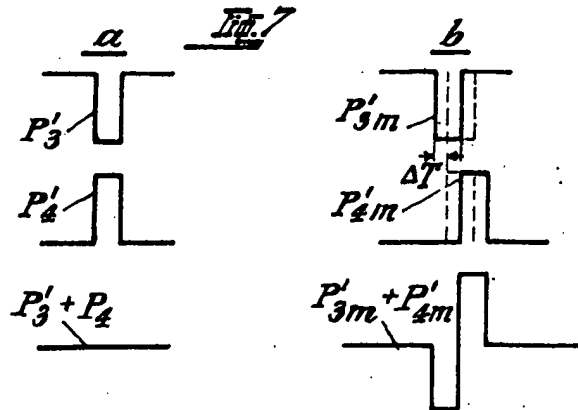 Fig. 7
a
b
P'3
P'3m
ΔT
P'4
P'4m
P'3 + P4
P'3m + P'4m